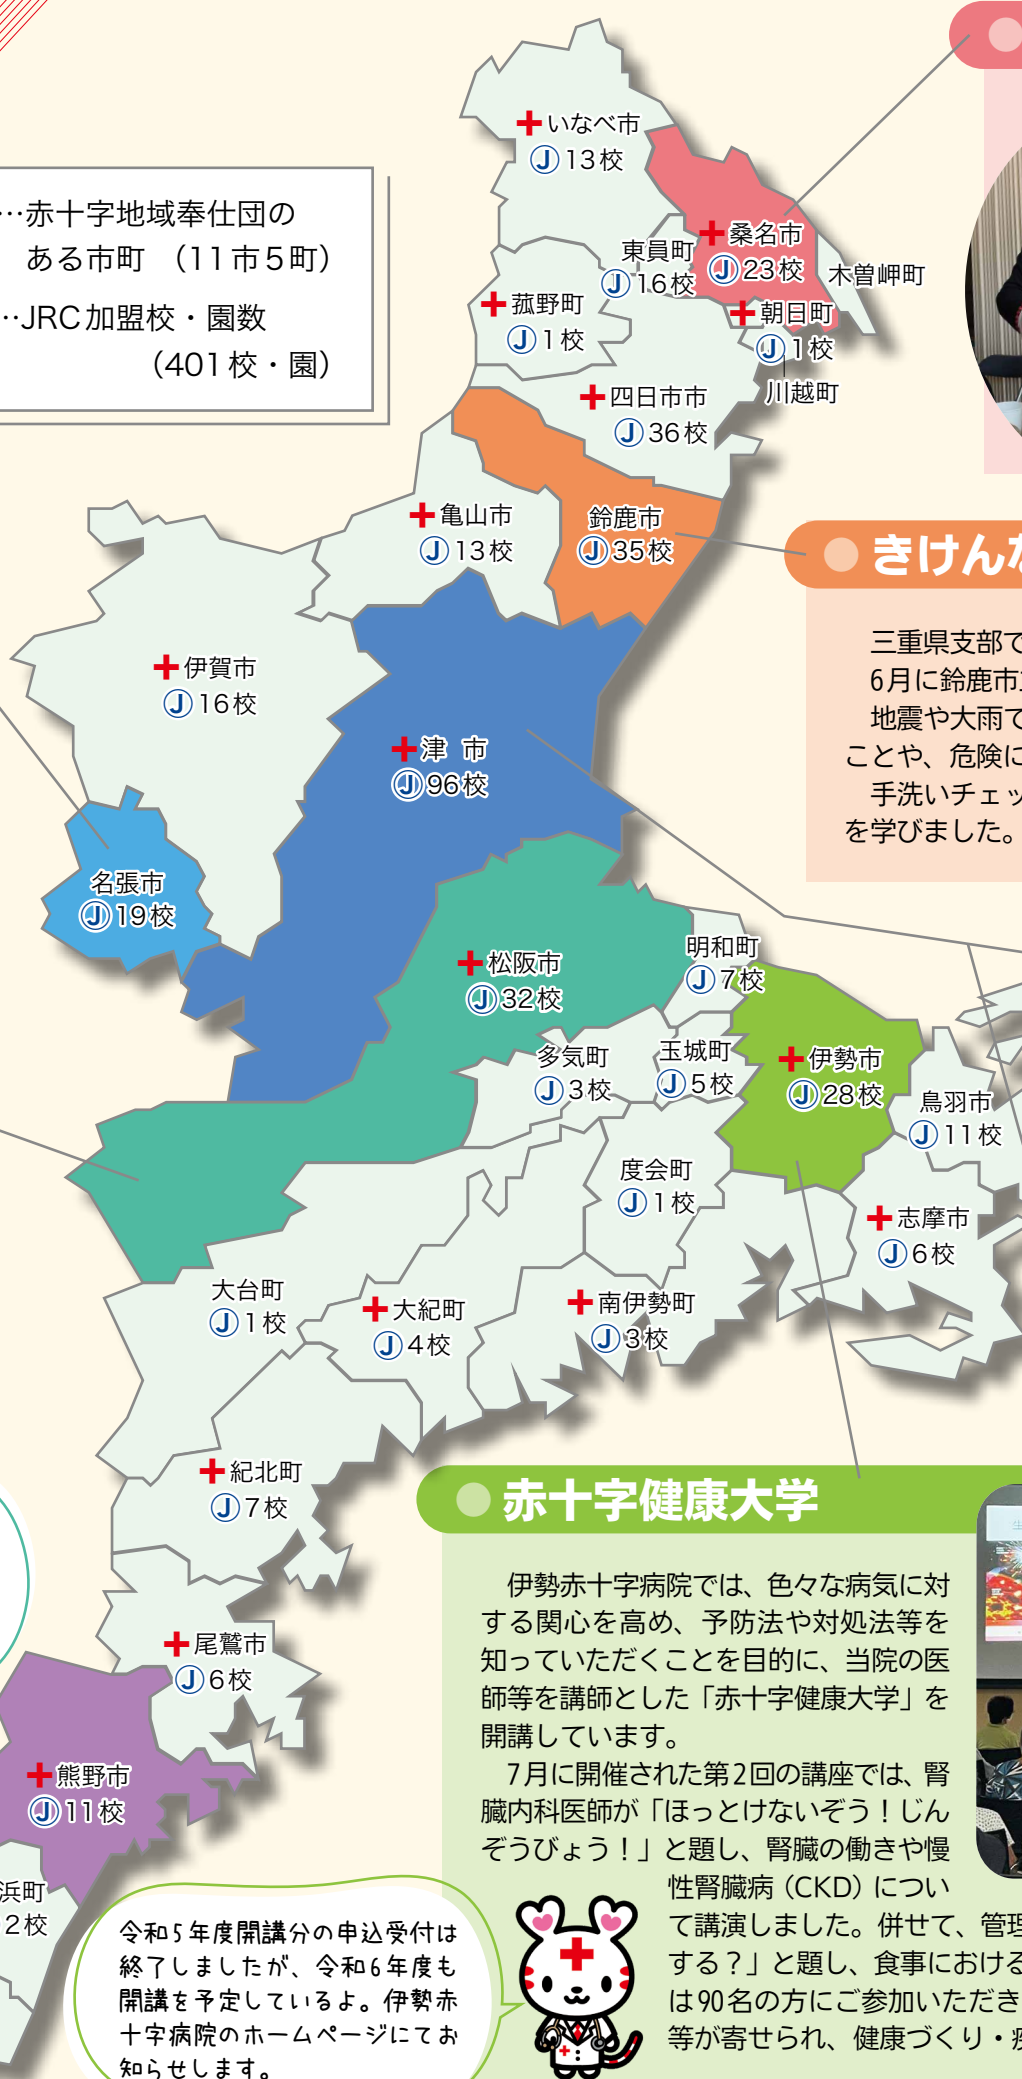 …赤十字地域奉仕団の
ある市町 （11市5町）
…JRC加盟校・園数
（401校・園）
いなべ市
J 13校
桑名市
J 23校
東員町
J 16校
木曽岬町
菰野町
J 1校
朝日町
J 1校
川越町
四日市市
J 36校
亀山市
J 13校
鈴鹿市
J 35校
伊賀市
J 16校
津 市
J 96校
名張市
J 19校
松阪市
J 32校
明和町
J 7校
多気町
J 3校
玉城町
J 5校
伊勢市
J 28校
鳥羽市
J 11校
度会町
J 1校
志摩市
J 6校
大台町
J 1校
大紀町
J 4校
南伊勢町
J 3校
紀北町
J 7校
尾鷲市
J 6校
熊野市
J 11校
浜町
2校
きけんな
三重県支部で
6月に鈴鹿市
地震や大雨で
ことや、危険に
手洗いチェッ
を学びました。
赤十字健康大学
伊勢赤十字病院では、色々な病気に対
する関心を高め、予防法や対処法等を
知っていただくことを目的に、当院の医
師等を講師とした「赤十字健康大学」を
開講しています。
7月に開催された第2回の講座では、腎
臓内科医師が「ほっとけないぞう！じん
ぞうびょう！」と題し、腎臓の働きや慢
性腎臓病（CKD）につい
て講演しました。併せて、管理
する？」と題し、食事における
は90名の方にご参加いただき
等が寄せられ、健康づくり・疾
令和5年度開講分の申込受付は
終了しましたが、令和6年度も
開講を予定しているよ。伊勢赤
十字病院のホームページにてお
知らせします。